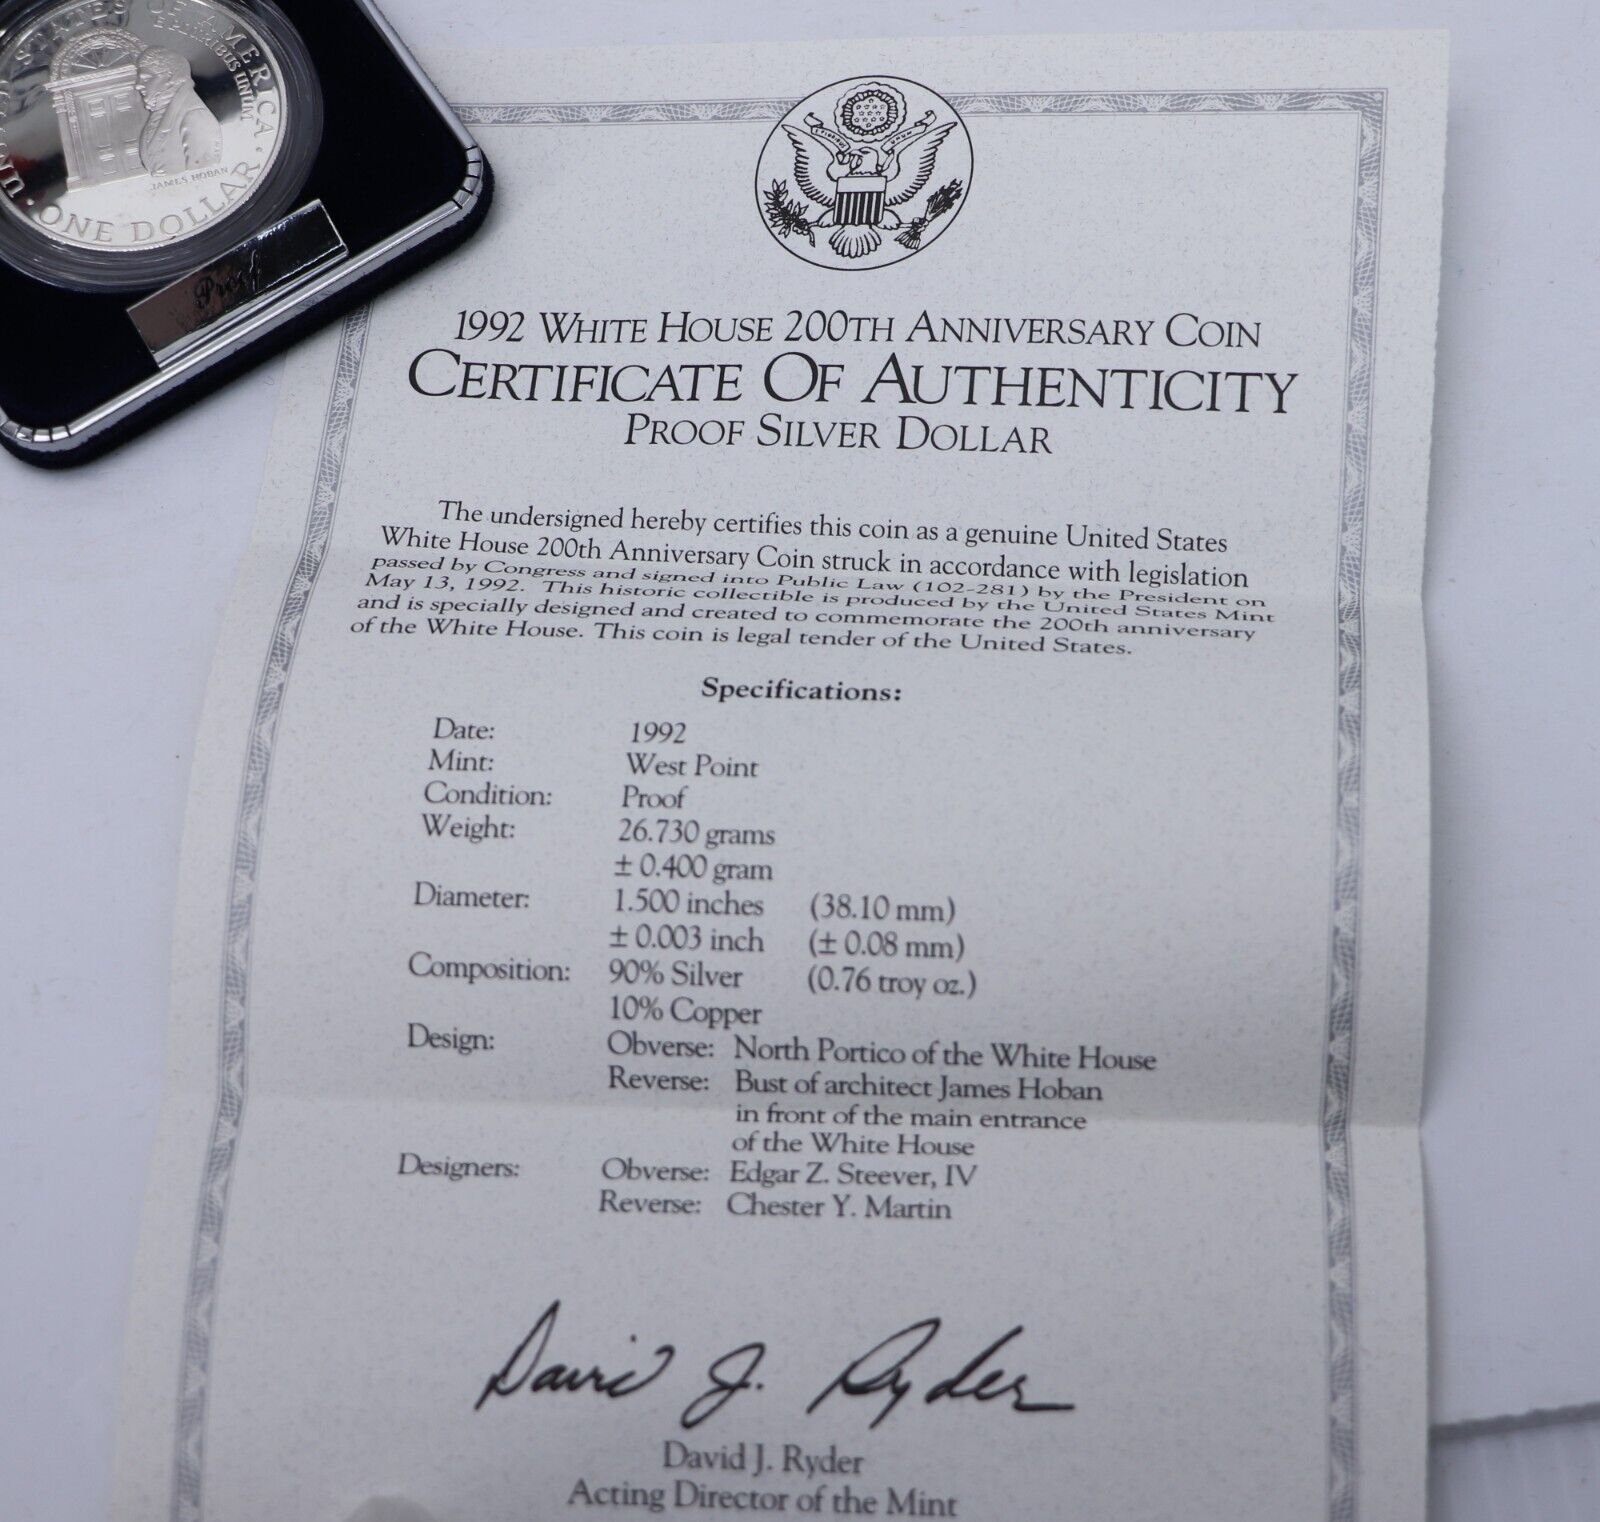 UNITED STATES OF AMERICA
E PLURIBUS UNUM
JAMES HOBAN
ONE DOLLAR
Proof
1992 WHITE HOUSE 200TH ANNIVERSARY COIN
CERTIFICATE OF AUTHENTICITY
PROOF SILVER DOLLAR
The undersigned hereby certifies this coin as a genuine United States
White House 200th Anniversary Coin struck in accordance with legislation
passed by Congress and signed into Public Law (102-281) by the President on
May 13, 1992. This historic collectible is produced by the United States Mint
and is specially designed and created to commemorate the 200th anniversary
of the White House. This coin is legal tender of the United States.
Specifications:
Date: 1992
Mint: West Point
Condition: Proof
Weight: 26.730 grams
± 0.400 gram
Diameter: 1.500 inches (38.10 mm)
± 0.003 inch (± 0.08 mm)
Composition: 90% Silver (0.76 troy oz.)
10% Copper
Design: Obverse: North Portico of the White House
Reverse: Bust of architect James Hoban
in front of the main entrance
of the White House
Designers: Obverse: Edgar Z. Steever, IV
Reverse: Chester Y. Martin
David J. Ryder
David J. Ryder
Acting Director of the Mint